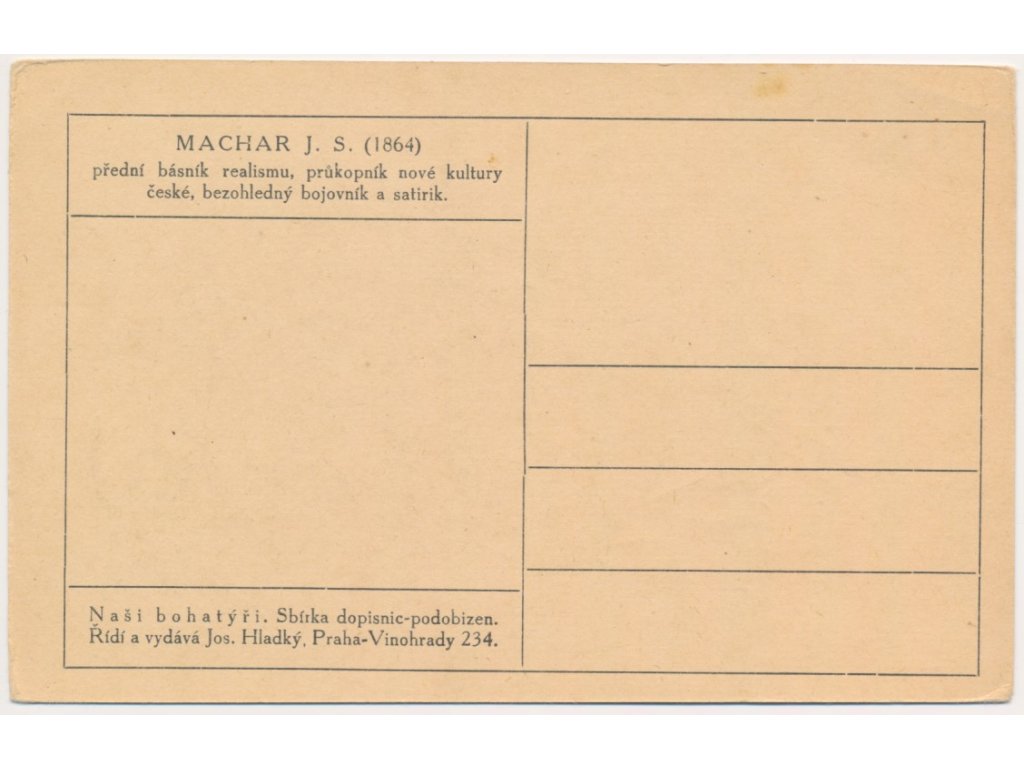 MACHAR J. S. (1864)
přední básník realismu, průkopník nové kultury
české, bezohledný bojovník a satirik.
Naši bohatýři. Sbírka dopisnic-podobizen.
Řídí a vydává Jos. Hladký, Praha-Vinohrady 234.